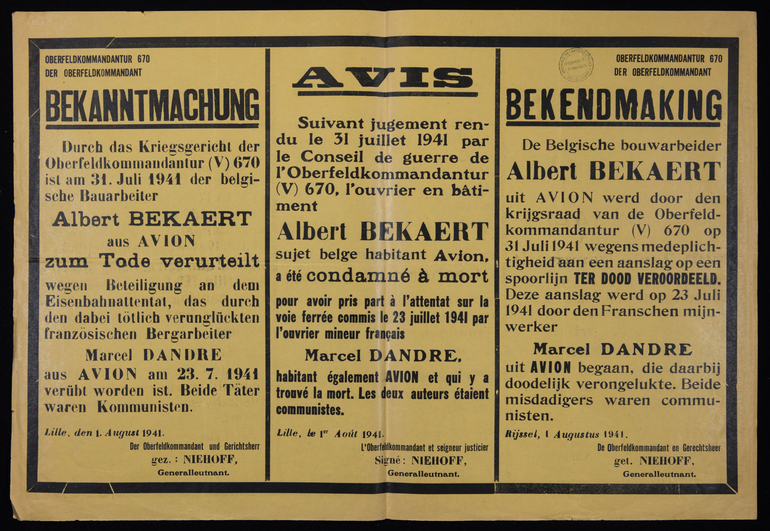 OBERFELDKOMMANDANTUR 670
DER OBERFELDKOMMANDANT
BEKANNTMACHUNG
Durch das Kriegsgericht der
Oberfeldkommandantur (V) 670
ist am 31. Juli 1941 der belgi-
sche Bauarbeiter
Albert BEKAERT
aus AVION
zum Tode verurteilt
wegen Beteiligung an dem
Eisenbahnattentat, das durch
den dabei tötlich verunglückten
französischen Bergarbeiter
Marcel DANDRE
aus AVION am 23. 7. 1941
verübt worden ist. Beide Täter
waren Kommunisten.
Lille, den 1. August 1941.
Der Oberfeldkommandant und Gerichtsherr
gez. : NIEHOFF,
Generalleutnant.
AVIS
Suivant jugement ren-
du le 31 juillet 1941 par
le Conseil de guerre de
l'Oberfeldkommandantur
(V) 670, l'ouvrier en bâti-
ment
Albert BEKAERT
sujet belge habitant Avion,
a été condamné à mort
pour avoir pris part à l'attentat sur la
voie ferrée commis le 23 juillet 1941 par
l'ouvrier mineur français
Marcel DANDRE,
habitant également AVION et qui y a
trouvé la mort. Les deux auteurs étaient
communistes.
Lille, le 1er Août 1941.
L'Oberfeldkommandant et seigneur justicier
Signé : NIEHOFF,
Generalleutnant.
OBERFELDKOMMANDANTUR 670
DER OBERFELDKOMMANDANT
BEKENDMAKING
De Belgische bouwarbeider
Albert BEKAERT
uit AVION werd door den
krijgsraad van de Oberfeld-
kommandantur (V) 670 op
31 Juli 1941 wegens medeplich-
tigheid aan een aanslag op een
spoorlijn TER DOOD VEROORDEELD.
Deze aanslag werd op 23 Juli
1941 door den Franschen mijn-
werker
Marcel DANDRE
uit AVION begaan, die daarbij
doodelijk verongelukte. Beide
misdadigers waren commu-
nisten.
Rijssel, 1 Augustus 1941.
De Oberfeldkommandant en Gerechtsheer
get. NIEHOFF,
Generalleutnant.